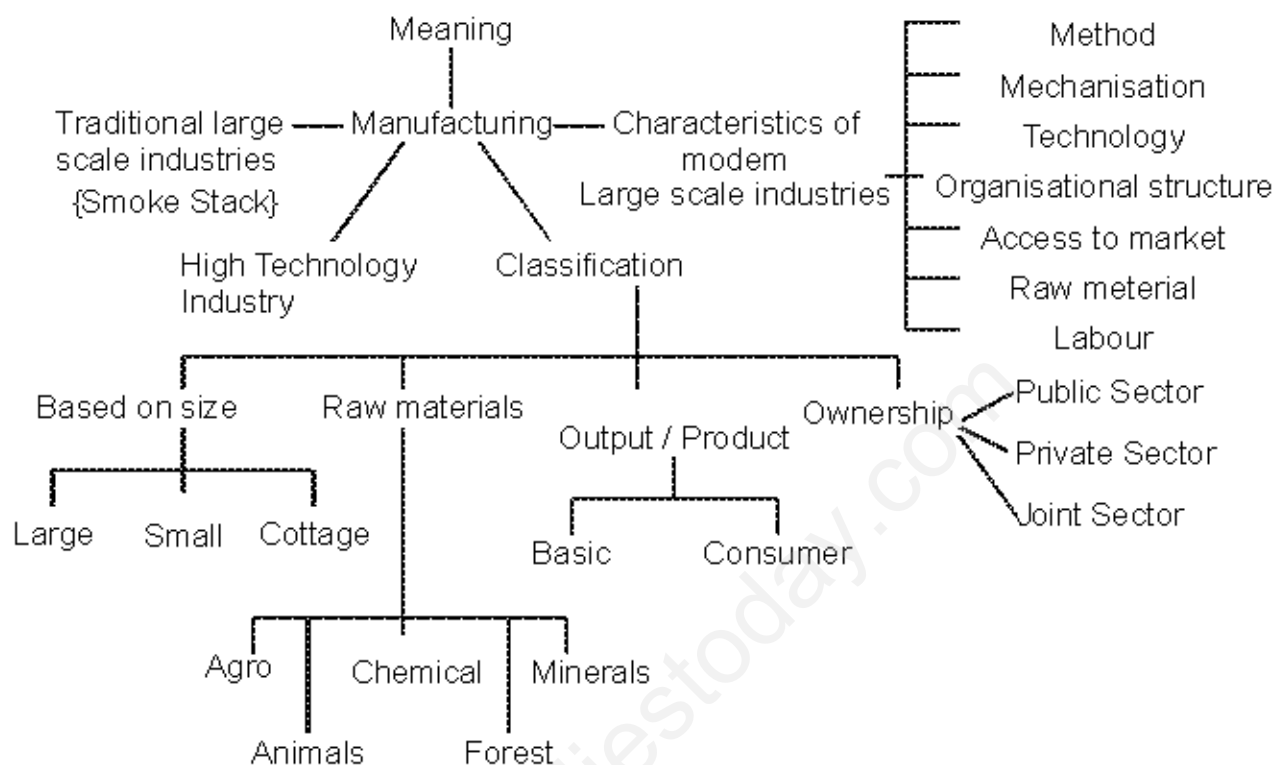 Meaning
Traditional large
scale industries
{Smoke Stack}
Manufacturing
Characteristics of
modem
Large scale industries
Method
Mechanisation
Technology
Organisational structure
Access to market
Raw meterial
Labour
High Technology
Industry
Classification
Based on size
Large
Small
Cottage
Raw materials
Agro
Animals
Chemical
Forest
Minerals
Output / Product
Basic
Consumer
Ownership
Public Sector
Private Sector
Joint Sector
diestoday.com